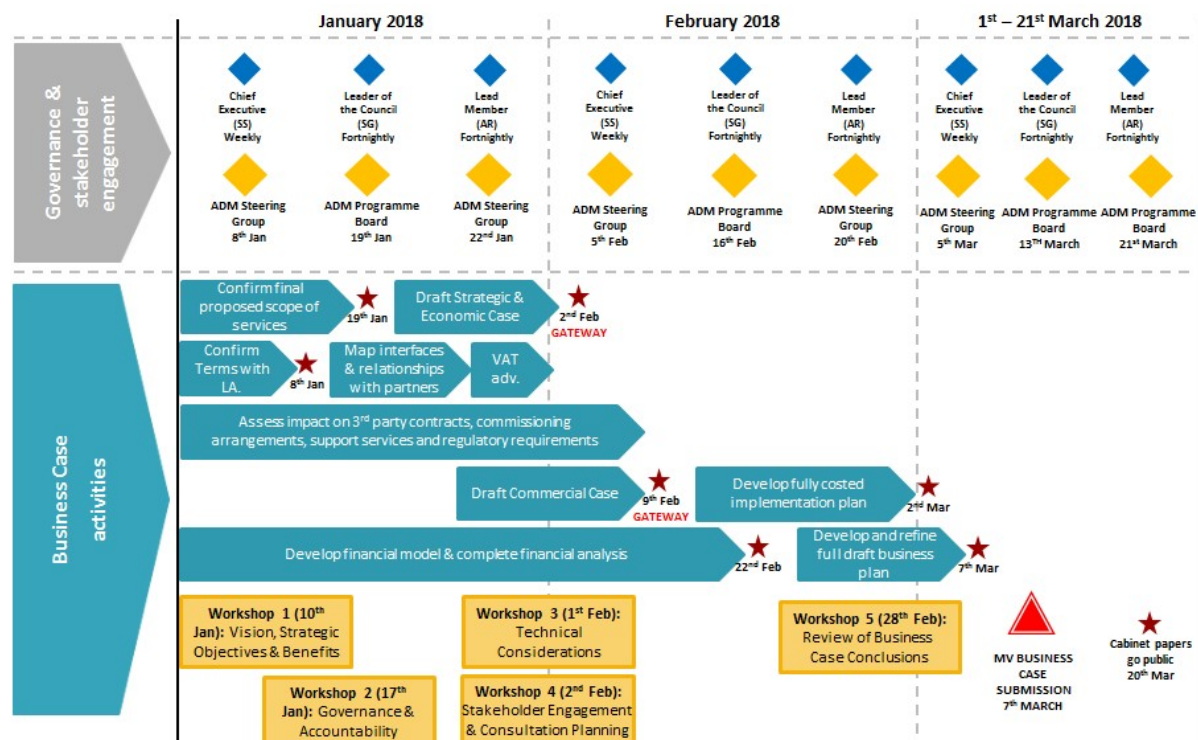 January 2018
February 2018
1st – 21st March 2018
Governance &
stakeholder
engagement
Chief
Executive
(SS)
Weekly
Leader of
the Council
(SG)
Fortnightly
Lead
Member
(AR)
Fortnightly
Chief
Executive
(SS)
Weekly
Leader of
the Council
(SG)
Fortnightly
Lead
Member
(AR)
Fortnightly
Chief
Executive
(SS)
Weekly
Leader of
the Council
(SG)
Fortnightly
Lead
Member
(AR)
Fortnightly
ADM Steering
Group
8th Jan
ADM Programme
Board
19th Jan
ADM Steering
Group
22nd Jan
ADM Steering
Group
5th Feb
ADM Programme
Board
16th Feb
ADM Steering
Group
20th Feb
ADM Steering
Group
5th Mar
ADM Programme
Board
13TH March
ADM Programme
Board
21st March
Business Case
activities
Confirm final
proposed scope of
services
19th Jan
Draft Strategic &
Economic Case
2nd Feb
GATEWAY
Confirm
Terms with
LA.
8th Jan
Map interfaces
& relationships
with partners
VAT
adv.
Assess impact on 3rd party contracts, commissioning
arrangements, support services and regulatory requirements
Draft Commercial Case
9th Feb
GATEWAY
Develop fully costed
implementation plan
2nd Mar
Develop financial model & complete financial analysis
22nd Feb
Develop and refine
full draft business
plan
7th Mar
Workshop 1 (10th
Jan): Vision, Strategic
Objectives & Benefits
Workshop 2 (17th
Jan): Governance &
Accountability
Workshop 3 (1st Feb):
Technical
Considerations
Workshop 4 (2nd Feb):
Stakeholder Engagement
& Consultation Planning
Workshop 5 (28th Feb):
Review of Business
Case Conclusions
MV BUSINESS
CASE
SUBMISSION
7th MARCH
Cabinet papers
go public
20th Mar